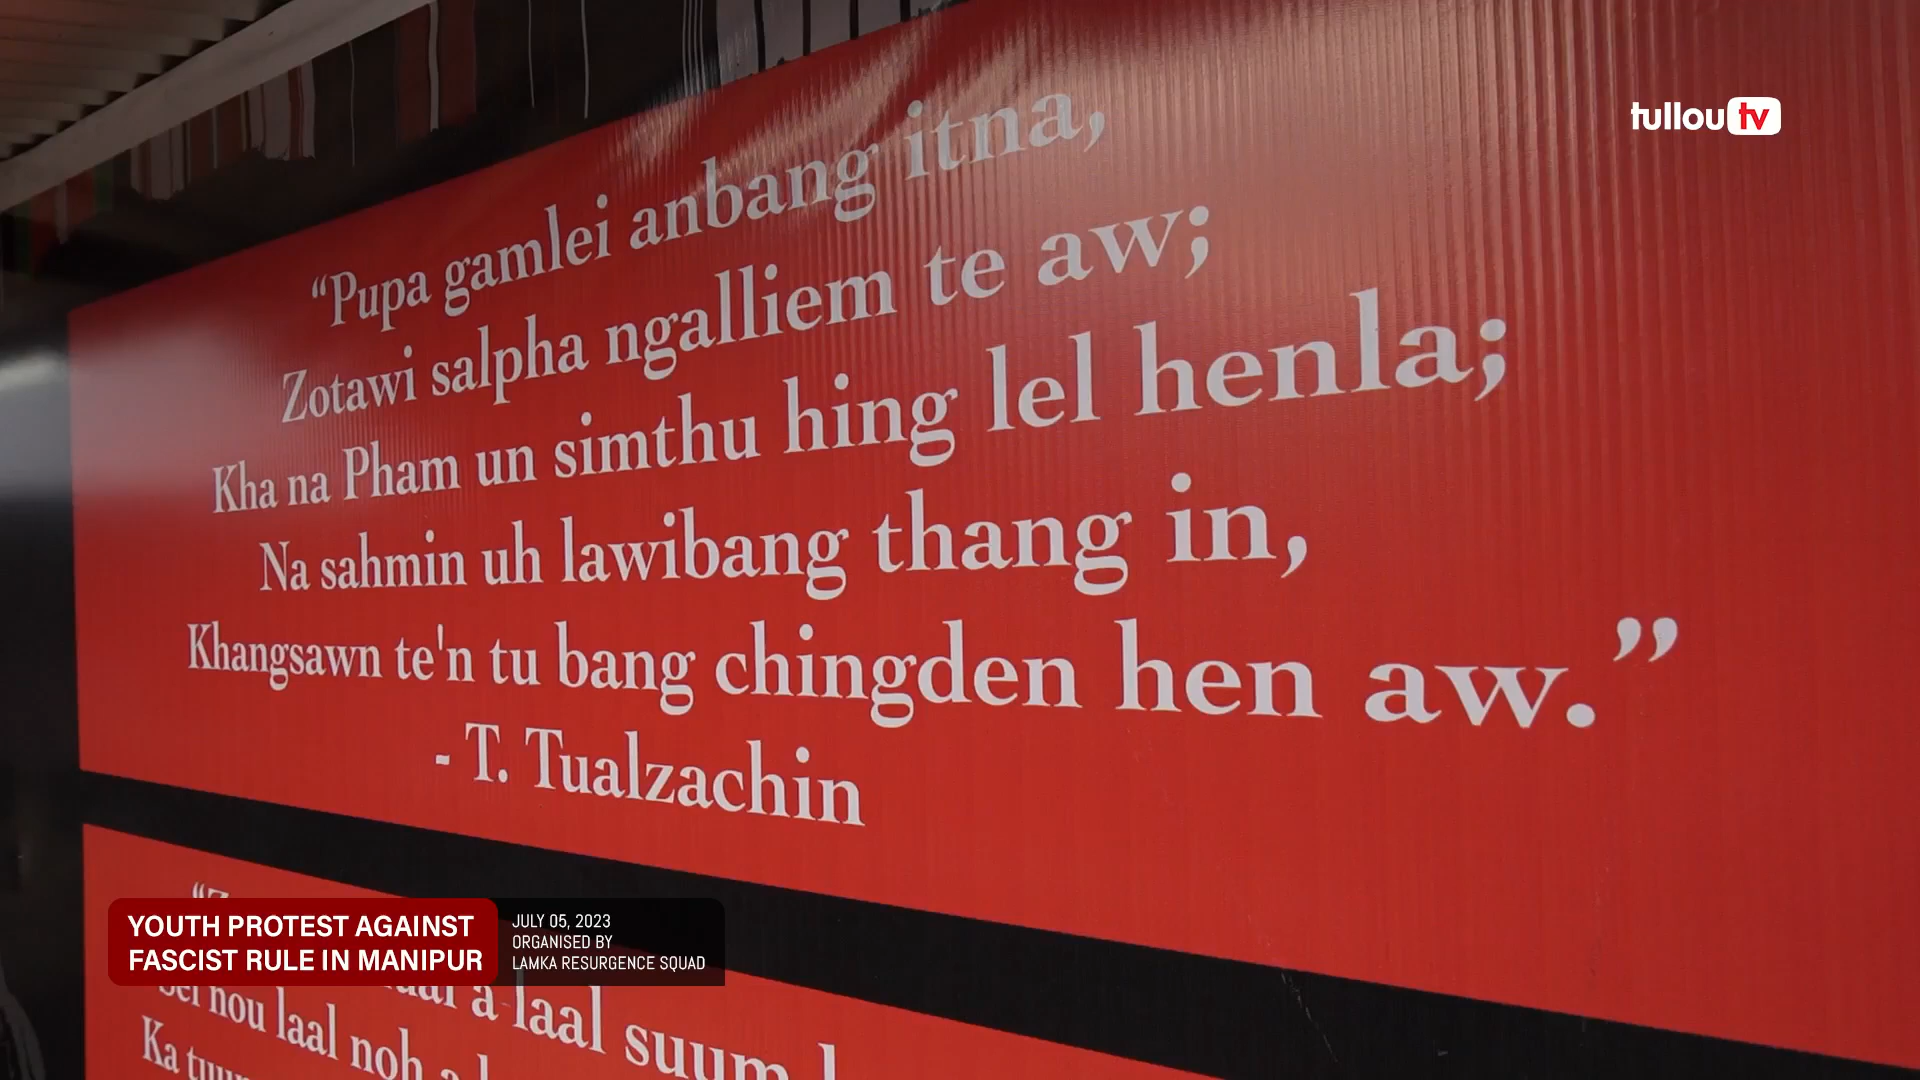 tullou tv
“Pupa gamlei anbang itna,
Zotawi salpha ngalliem te aw;
Kha na Pham un simthu hing lel henla;
Na sahmin uh lawibang thang in,
Khangsawn te'n tu bang chingden hen aw.”
- T. Tualzachin
a laal suum
nou laal noh a
Ka
YOUTH PROTEST AGAINST
FASCIST RULE IN MANIPUR
JULY 05, 2023
ORGANISED BY
LAMKA RESURGENCE SQUAD